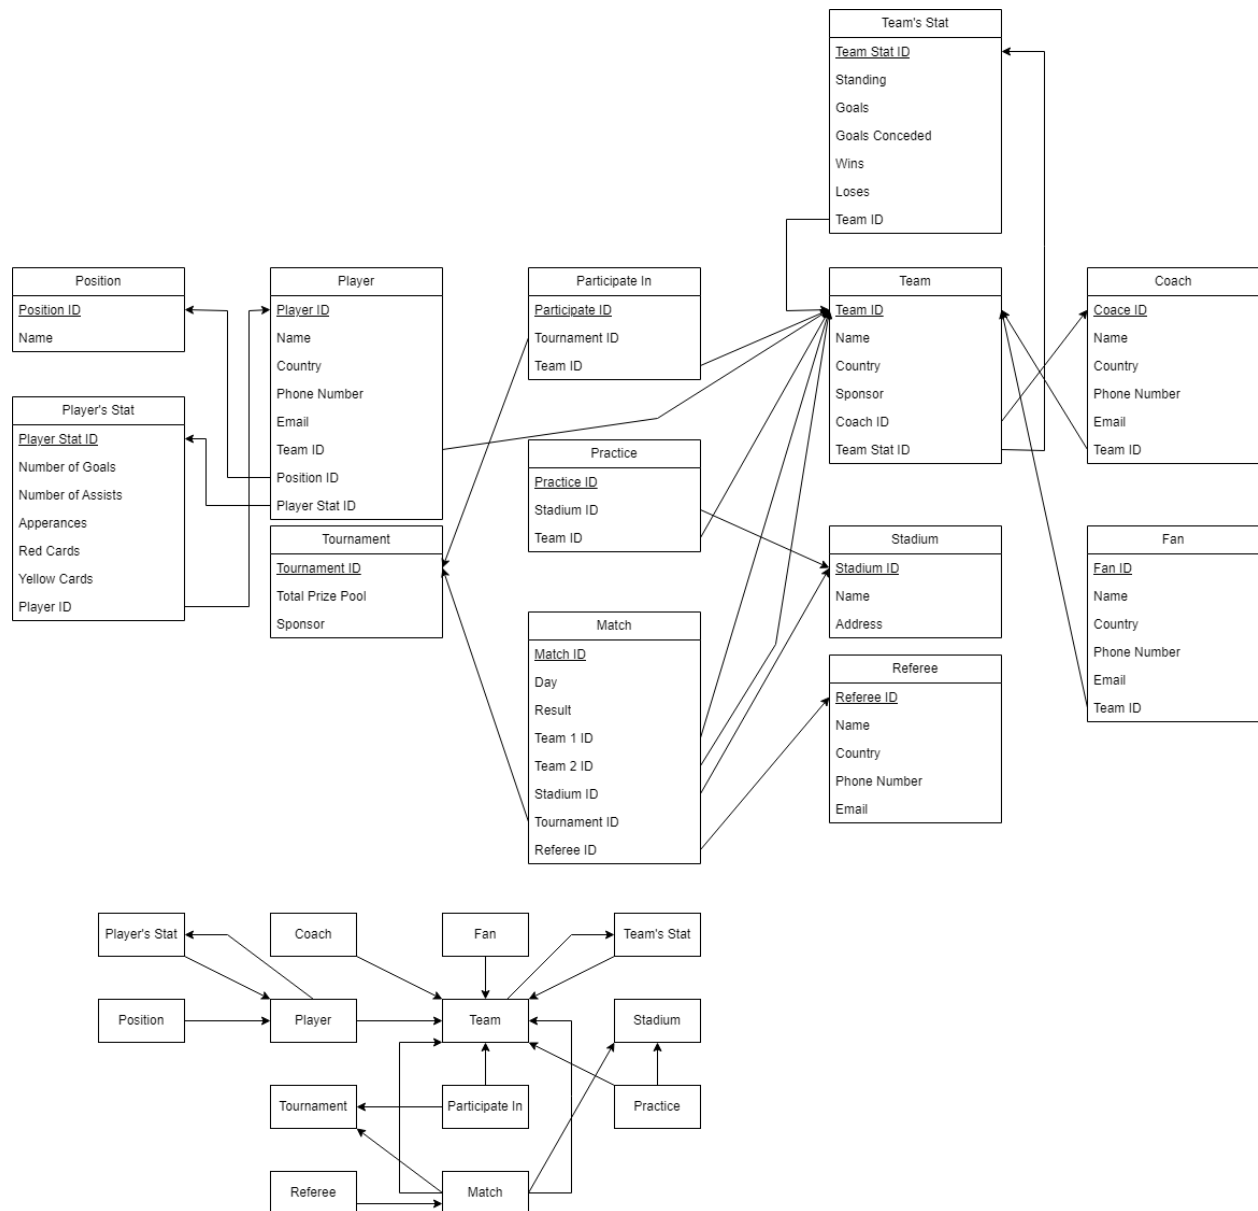 Team's Stat
Team Stat ID
Standing
Goals
Goals Conceded
Wins
Loses
Team ID
Position
Position ID
Name
Player
Player ID
Name
Country
Phone Number
Email
Team ID
Position ID
Player Stat ID
Participate In
Participate ID
Tournament ID
Team ID
Team
Team ID
Name
Country
Sponsor
Coach ID
Team Stat ID
Coach
Coace ID
Name
Country
Phone Number
Email
Team ID
Player's Stat
Player Stat ID
Number of Goals
Number of Assists
Apperances
Red Cards
Yellow Cards
Player ID
Practice
Practice ID
Stadium ID
Team ID
Tournament
Tournament ID
Total Prize Pool
Sponsor
Stadium
Stadium ID
Name
Address
Fan
Fan ID
Name
Country
Phone Number
Email
Team ID
Match
Match ID
Day
Result
Team 1 ID
Team 2 ID
Stadium ID
Tournament ID
Referee ID
Referee
Referee ID
Name
Country
Phone Number
Email
Player's Stat
Coach
Fan
Team's Stat
Position
Player
Team
Stadium
Tournament
Participate In
Practice
Referee
Match